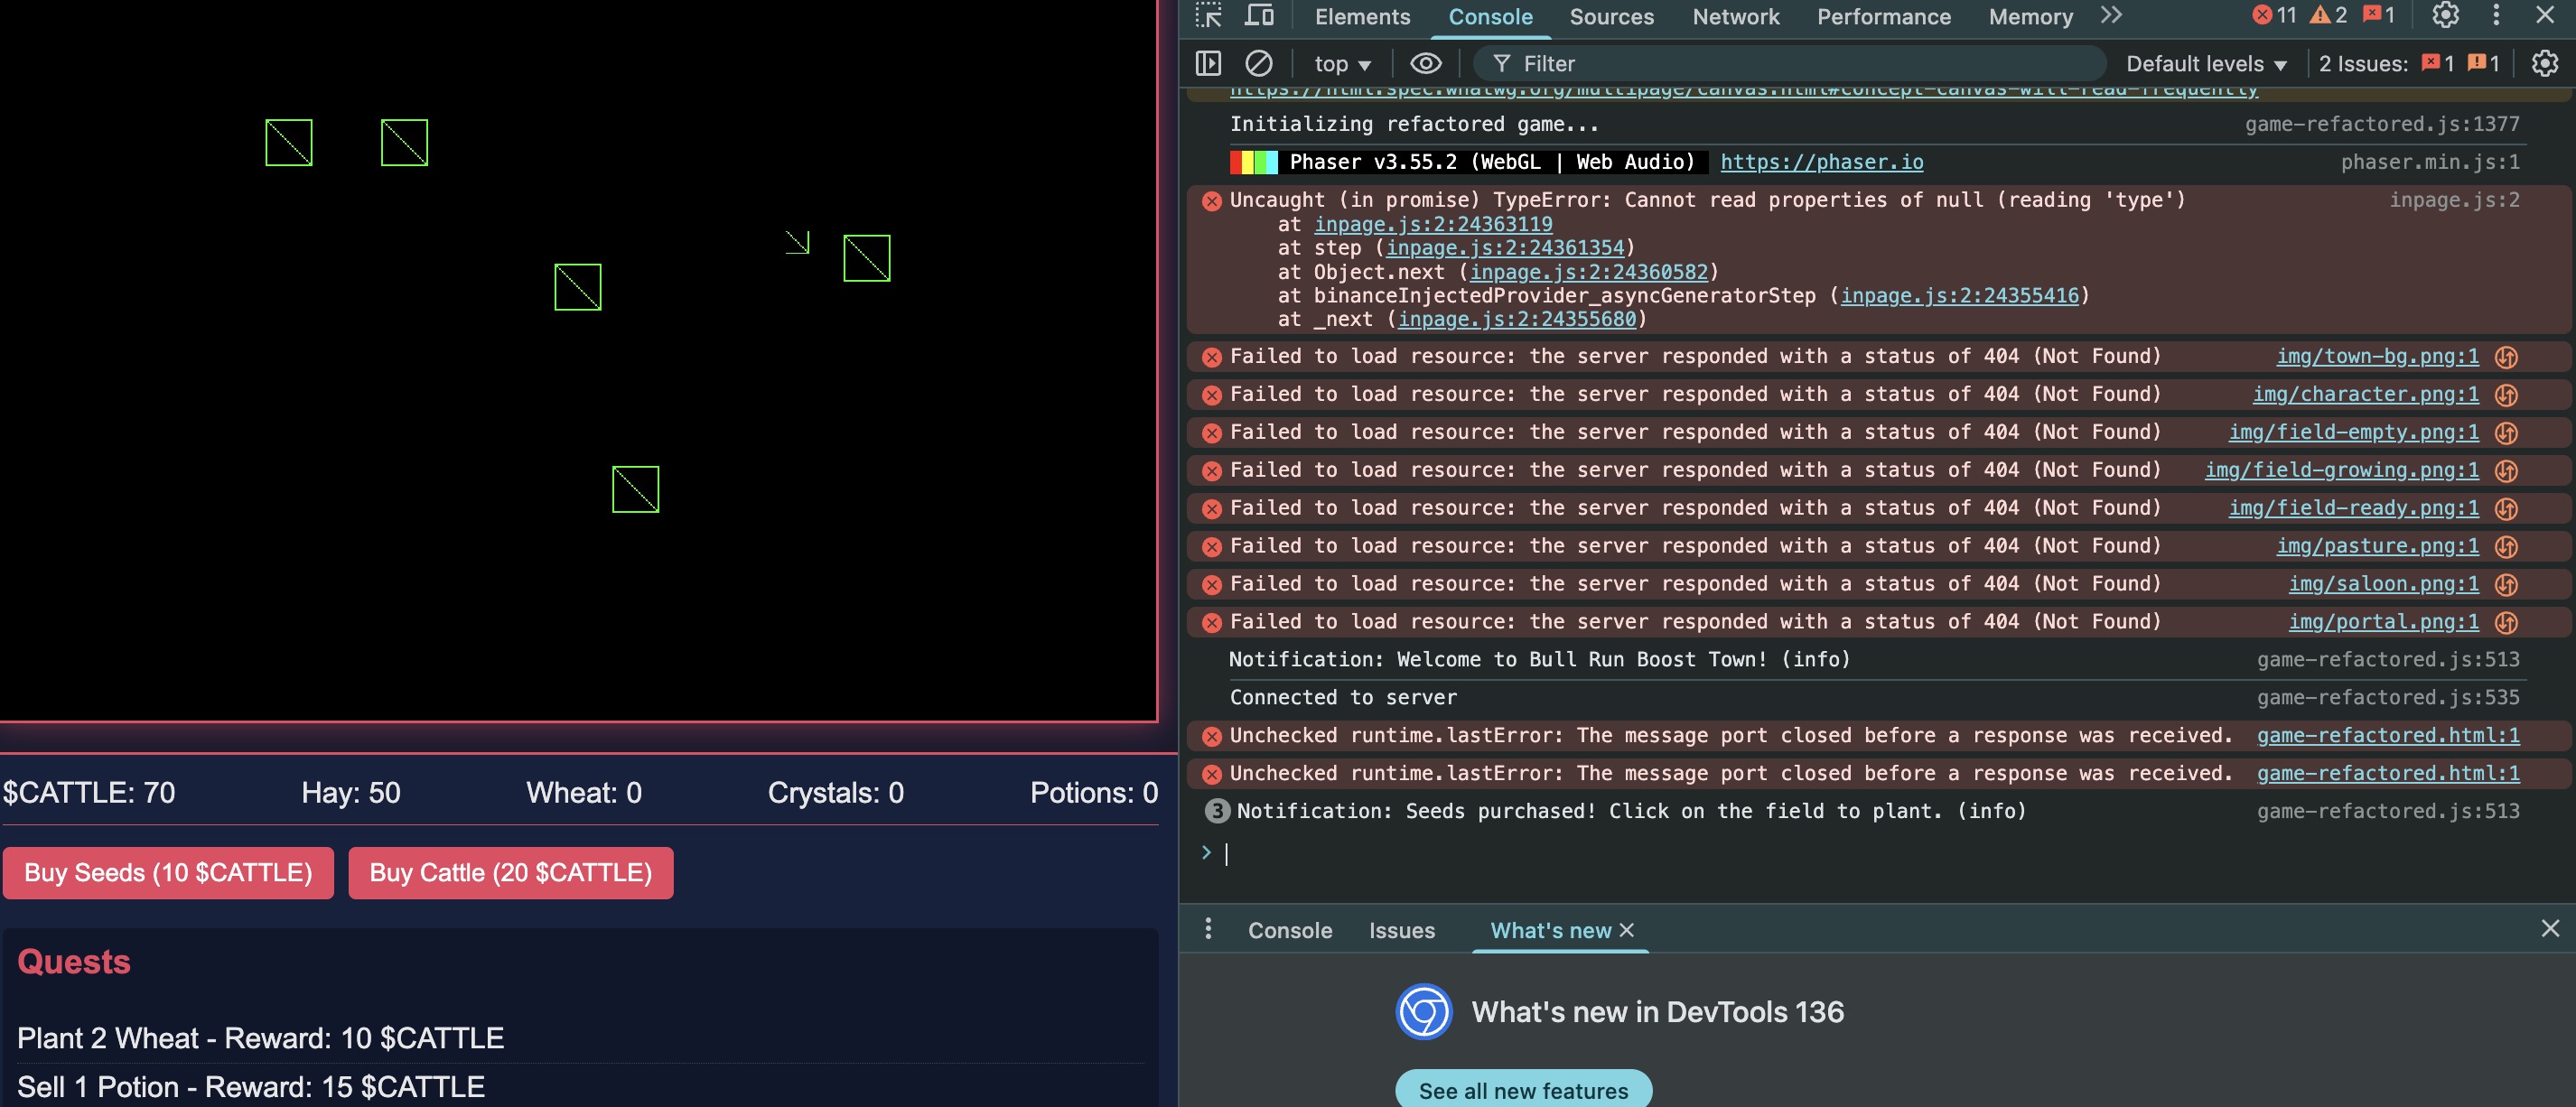 $CATTLE: 70 Hay: 50 Wheat: 0 Crystals: 0 Potions: 0
Buy Seeds (10 $CATTLE) Buy Cattle (20 $CATTLE)
Quests
Plant 2 Wheat - Reward: 10 $CATTLE
Sell 1 Potion - Reward: 15 $CATTLE
Elements Console Sources Network Performance Memory 11 2 1
top Filter Default levels 2 Issues: 1 1
https://html.spec.whatwg.org/multipage/canvas.html#concept-canvas-will-read-frequently
Initializing refactored game... game-refactored.js:1377
Phaser v3.55.2 (WebGL | Web Audio) https://phaser.io phaser.min.js:1
Uncaught (in promise) TypeError: Cannot read properties of null (reading 'type') inpage.js:2
at inpage.js:2:24363119
at step (inpage.js:2:24361354)
at Object.next (inpage.js:2:24360582)
at binanceInjectedProvider_asyncGeneratorStep (inpage.js:2:24355416)
at _next (inpage.js:2:24355680)
Failed to load resource: the server responded with a status of 404 (Not Found) img/town-bg.png:1
Failed to load resource: the server responded with a status of 404 (Not Found) img/character.png:1
Failed to load resource: the server responded with a status of 404 (Not Found) img/field-empty.png:1
Failed to load resource: the server responded with a status of 404 (Not Found) img/field-growing.png:1
Failed to load resource: the server responded with a status of 404 (Not Found) img/field-ready.png:1
Failed to load resource: the server responded with a status of 404 (Not Found) img/pasture.png:1
Failed to load resource: the server responded with a status of 404 (Not Found) img/saloon.png:1
Failed to load resource: the server responded with a status of 404 (Not Found) img/portal.png:1
Notification: Welcome to Bull Run Boost Town! (info) game-refactored.js:513
Connected to server game-refactored.js:535
Unchecked runtime.lastError: The message port closed before a response was received. game-refactored.html:1
Unchecked runtime.lastError: The message port closed before a response was received. game-refactored.html:1
3 Notification: Seeds purchased! Click on the field to plant. (info) game-refactored.js:513
Console Issues What's new
What's new in DevTools 136
See all new features